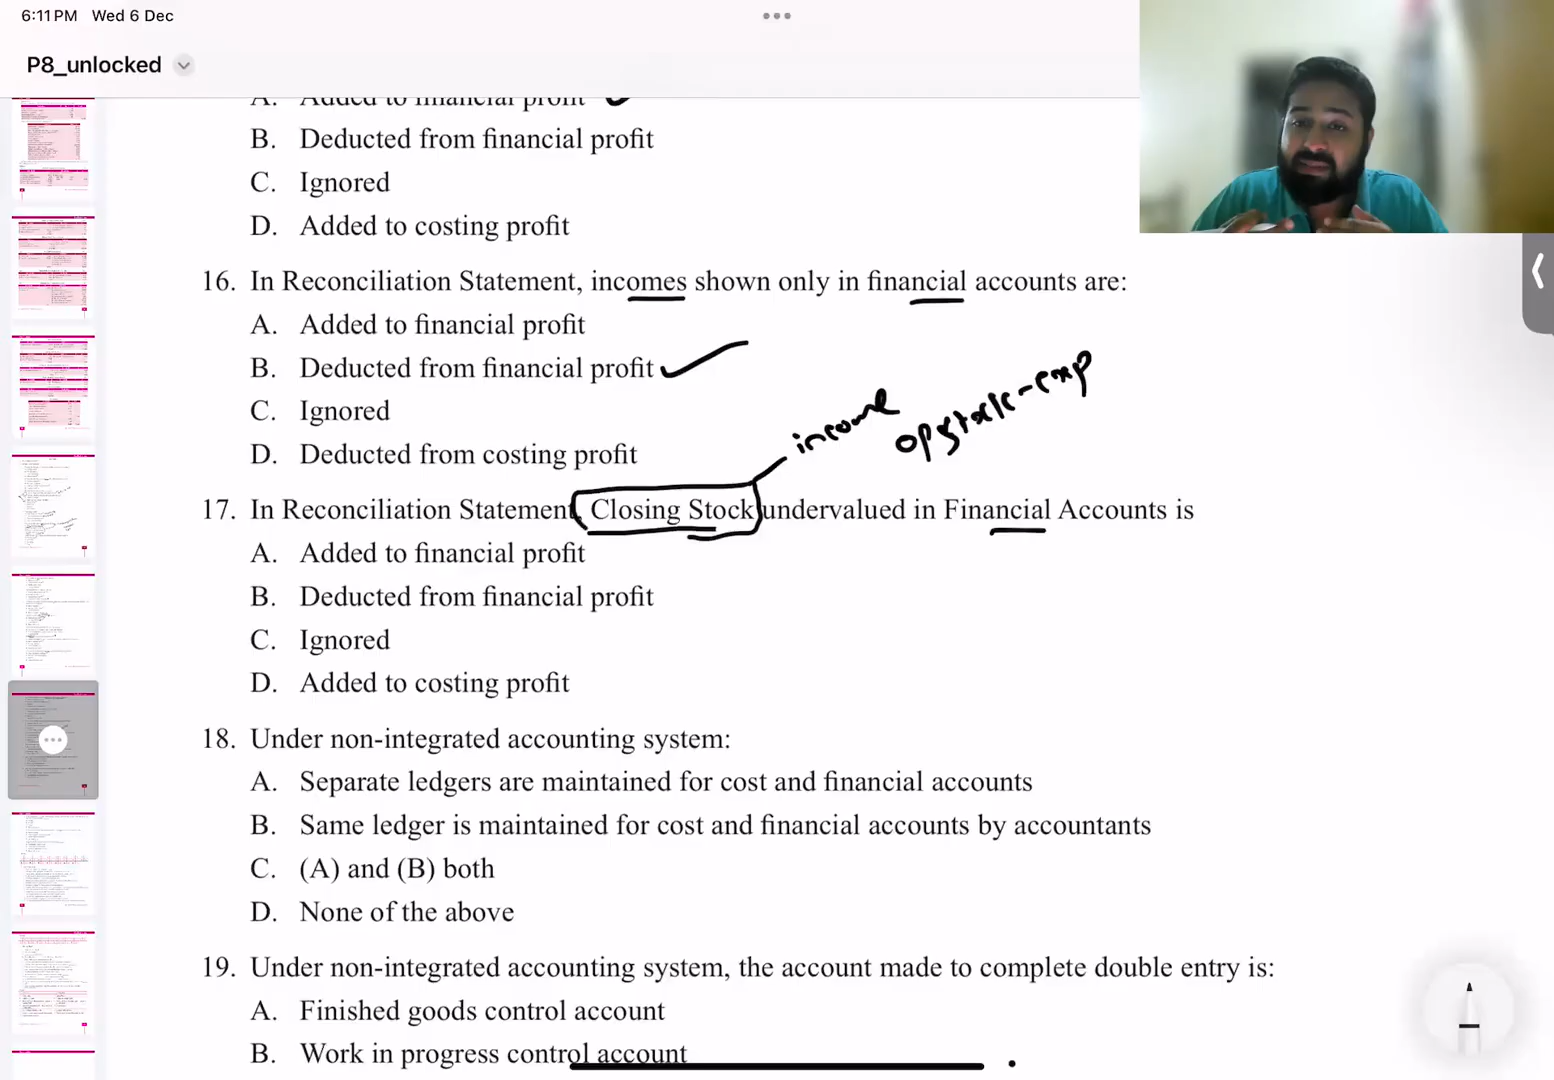 6:11 PM Wed 6 Dec
P8_unlocked
A. Added to financial profit
B. Deducted from financial profit
C. Ignored
D. Added to costing profit
16. In Reconciliation Statement, incomes shown only in financial accounts are:
A. Added to financial profit
B. Deducted from financial profit
C. Ignored
D. Deducted from costing profit
income
opstock-exp
17. In Reconciliation Statement, Closing Stock undervalued in Financial Accounts is
A. Added to financial profit
B. Deducted from financial profit
C. Ignored
D. Added to costing profit
18. Under non-integrated accounting system:
A. Separate ledgers are maintained for cost and financial accounts
B. Same ledger is maintained for cost and financial accounts by accountants
C. (A) and (B) both
D. None of the above
19. Under non-integrated accounting system, the account made to complete double entry is:
A. Finished goods control account
B. Work in progress control account